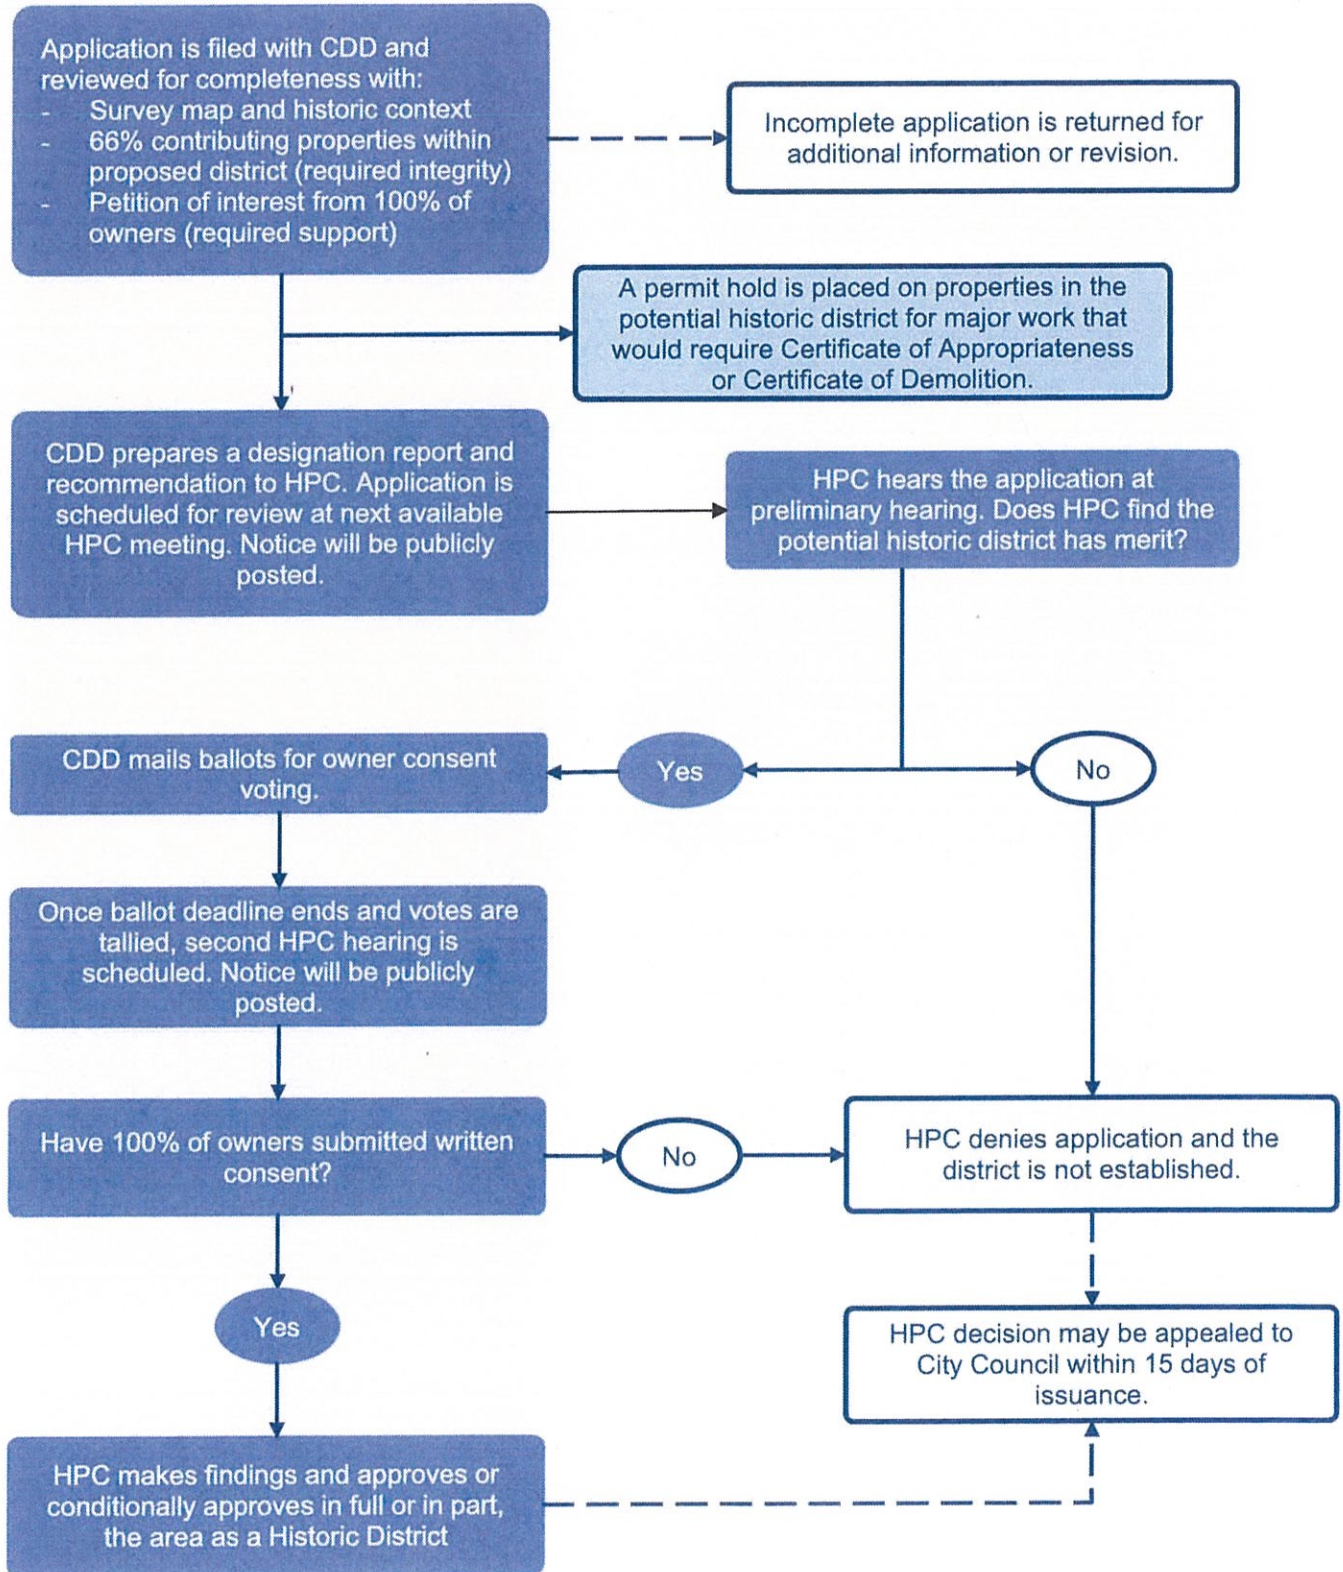 Application is filed with CDD and
reviewed for completeness with:
- Survey map and historic context
- 66% contributing properties within
proposed district (required integrity)
- Petition of interest from 100% of
owners (required support)
Incomplete application is returned for
additional information or revision.
A permit hold is placed on properties in the
potential historic district for major work that
would require Certificate of Appropriateness
or Certificate of Demolition.
CDD prepares a designation report and
recommendation to HPC. Application is
scheduled for review at next available
HPC meeting. Notice will be publicly
posted.
HPC hears the application at
preliminary hearing. Does HPC find the
potential historic district has merit?
CDD mails ballots for owner consent
voting.
Yes
No
Once ballot deadline ends and votes are
tallied, second HPC hearing is
scheduled. Notice will be publicly
posted.
Have 100% of owners submitted written
consent?
No
HPC denies application and the
district is not established.
Yes
HPC decision may be appealed to
City Council within 15 days of
issuance.
HPC makes findings and approves or
conditionally approves in full or in part,
the area as a Historic District